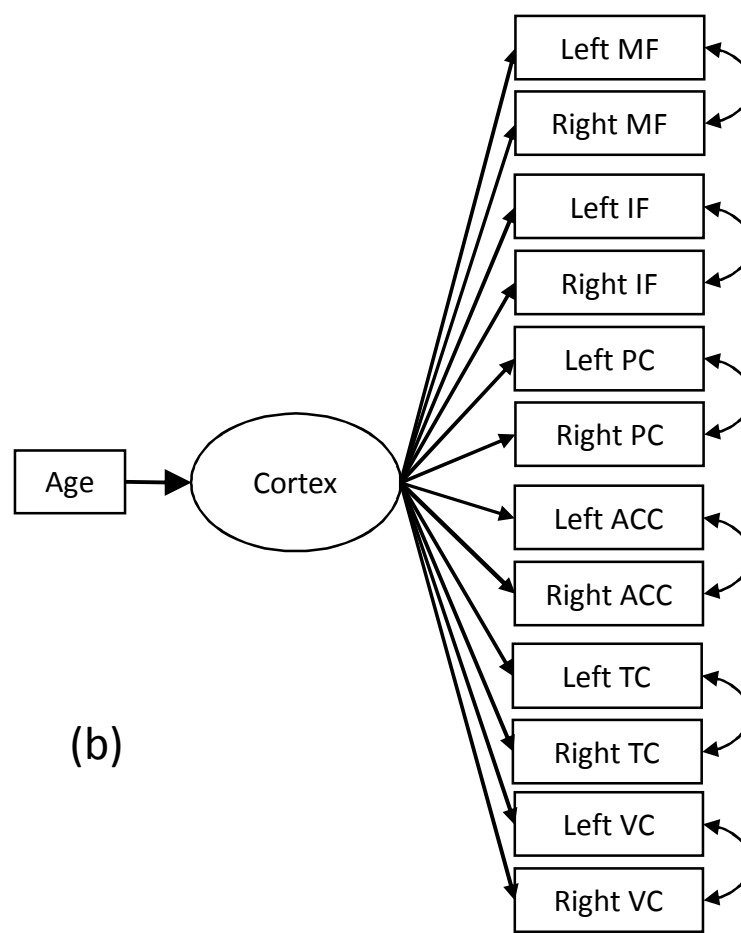 Left MF
Right MF
Left IF
Right IF
Left PC
Right PC
Age
Cortex
Left ACC
Right ACC
Left TC
Right TC
(b)
Left VC
Right VC